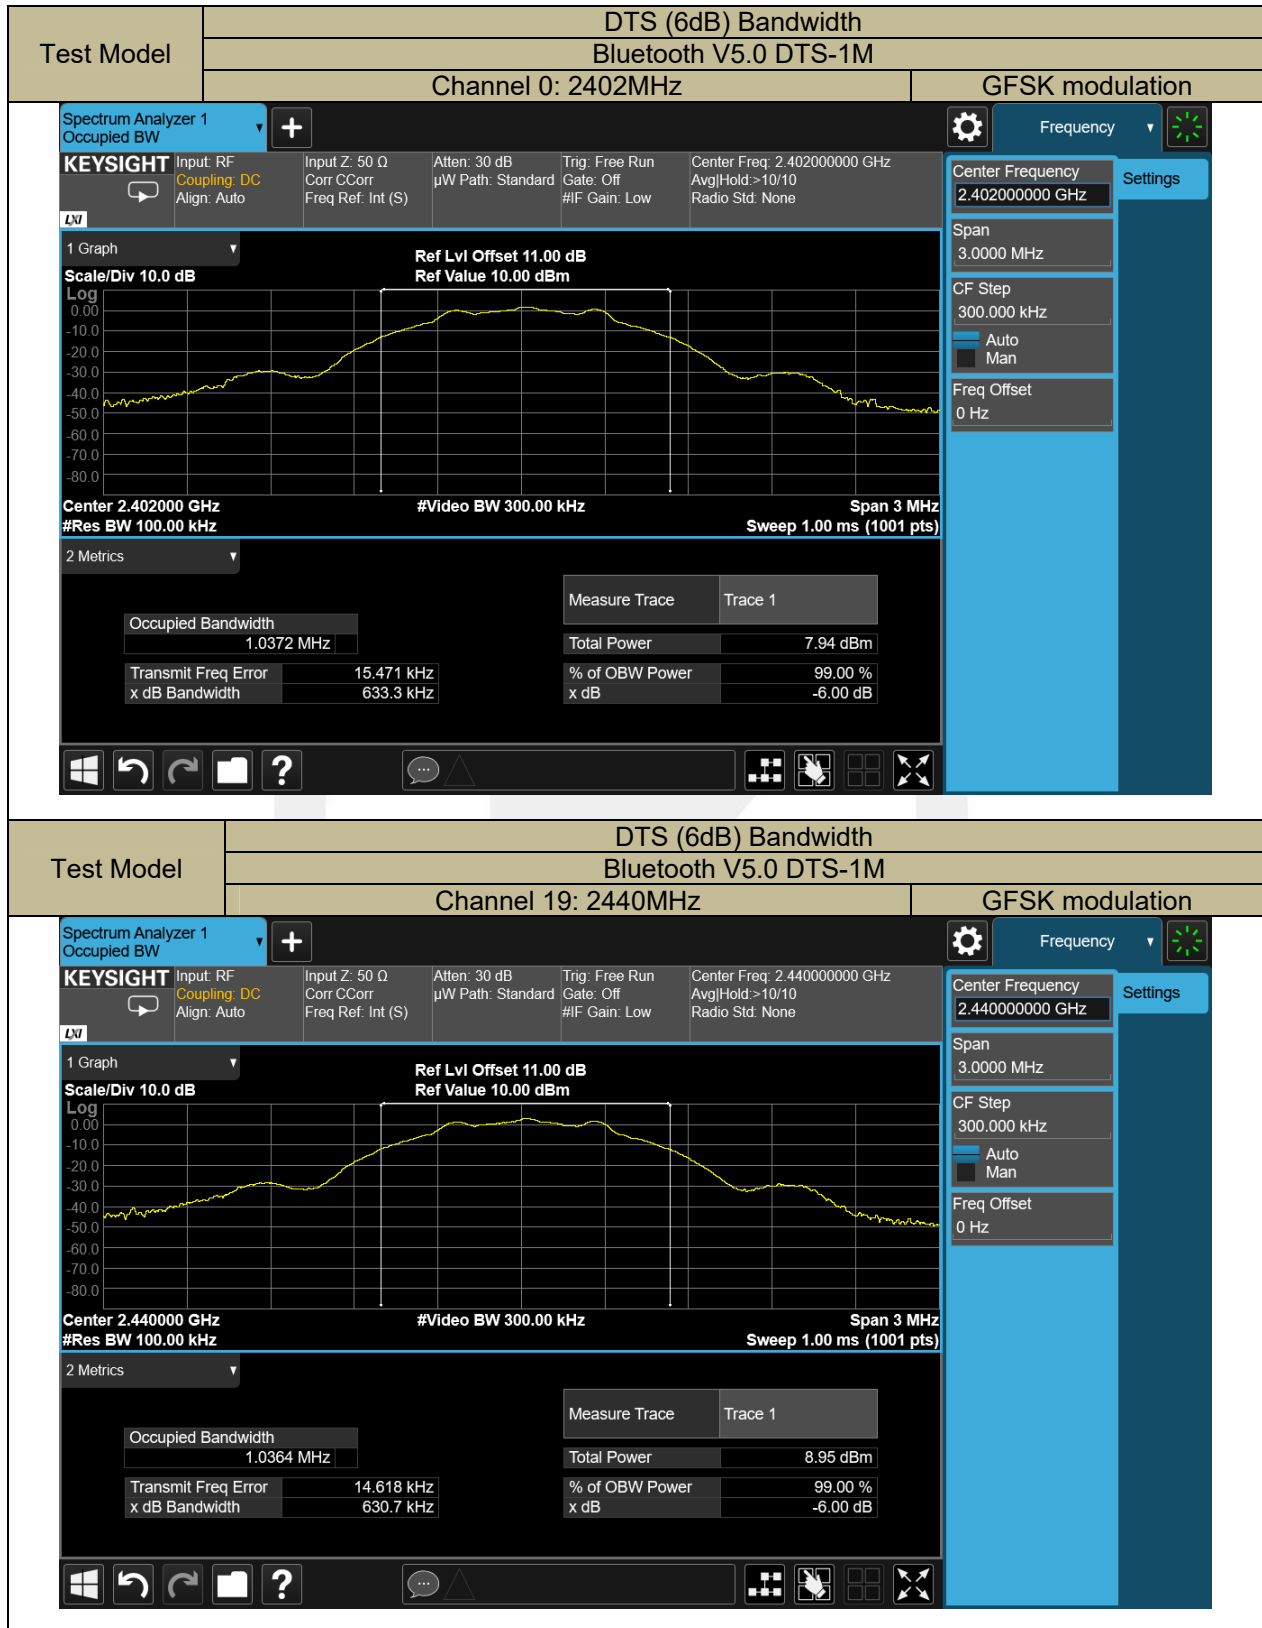 Test Model
DTS (6dB) Bandwidth
Bluetooth V5.0 DTS-1M
Channel 0: 2402MHz GFSK modulation
Spectrum Analyzer 1
Occupied BW
Frequency
KEYSIGHT
LXI
Input: RF
Coupling: DC
Align: Auto
Input Z: 50 Ω
Corr CCorr
Freq Ref: Int (S)
Atten: 30 dB
µW Path: Standard
Trig: Free Run
Gate: Off
#IF Gain: Low
Center Freq: 2.402000000 GHz
Avg|Hold:>10/10
Radio Std: None
Center Frequency
2.402000000 GHz
Settings
Span
3.0000 MHz
CF Step
300.000 kHz
Auto
Man
Freq Offset
0 Hz
1 Graph
Scale/Div 10.0 dB
Ref Lvl Offset 11.00 dB
Ref Value 10.00 dBm
Log
0.00
-10.0
-20.0
-30.0
-40.0
-50.0
-60.0
-70.0
-80.0
Center 2.402000 GHz
#Res BW 100.00 kHz
#Video BW 300.00 kHz
Span 3 MHz
Sweep 1.00 ms (1001 pts)
2 Metrics
Measure Trace Trace 1
Occupied Bandwidth
1.0372 MHz
Total Power 7.94 dBm
Transmit Freq Error 15.471 kHz
% of OBW Power 99.00 %
x dB Bandwidth 633.3 kHz
x dB -6.00 dB
?
Test Model
DTS (6dB) Bandwidth
Bluetooth V5.0 DTS-1M
Channel 19: 2440MHz GFSK modulation
Spectrum Analyzer 1
Occupied BW
Frequency
KEYSIGHT
LXI
Input: RF
Coupling: DC
Align: Auto
Input Z: 50 Ω
Corr CCorr
Freq Ref: Int (S)
Atten: 30 dB
µW Path: Standard
Trig: Free Run
Gate: Off
#IF Gain: Low
Center Freq: 2.440000000 GHz
Avg|Hold:>10/10
Radio Std: None
Center Frequency
2.440000000 GHz
Settings
Span
3.0000 MHz
CF Step
300.000 kHz
Auto
Man
Freq Offset
0 Hz
1 Graph
Scale/Div 10.0 dB
Ref Lvl Offset 11.00 dB
Ref Value 10.00 dBm
Log
0.00
-10.0
-20.0
-30.0
-40.0
-50.0
-60.0
-70.0
-80.0
Center 2.440000 GHz
#Res BW 100.00 kHz
#Video BW 300.00 kHz
Span 3 MHz
Sweep 1.00 ms (1001 pts)
2 Metrics
Measure Trace Trace 1
Occupied Bandwidth
1.0364 MHz
Total Power 8.95 dBm
Transmit Freq Error 14.618 kHz
% of OBW Power 99.00 %
x dB Bandwidth 630.7 kHz
x dB -6.00 dB
?